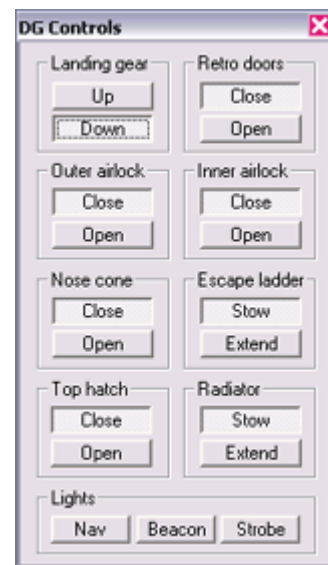 DG Controls
Landing gear
Up
Down
Retro doors
Close
Open
Outer airlock
Close
Open
Inner airlock
Close
Open
Nose cone
Close
Open
Escape ladder
Stow
Extend
Top hatch
Close
Open
Radiator
Stow
Extend
Lights
Nav Beacon Strobe